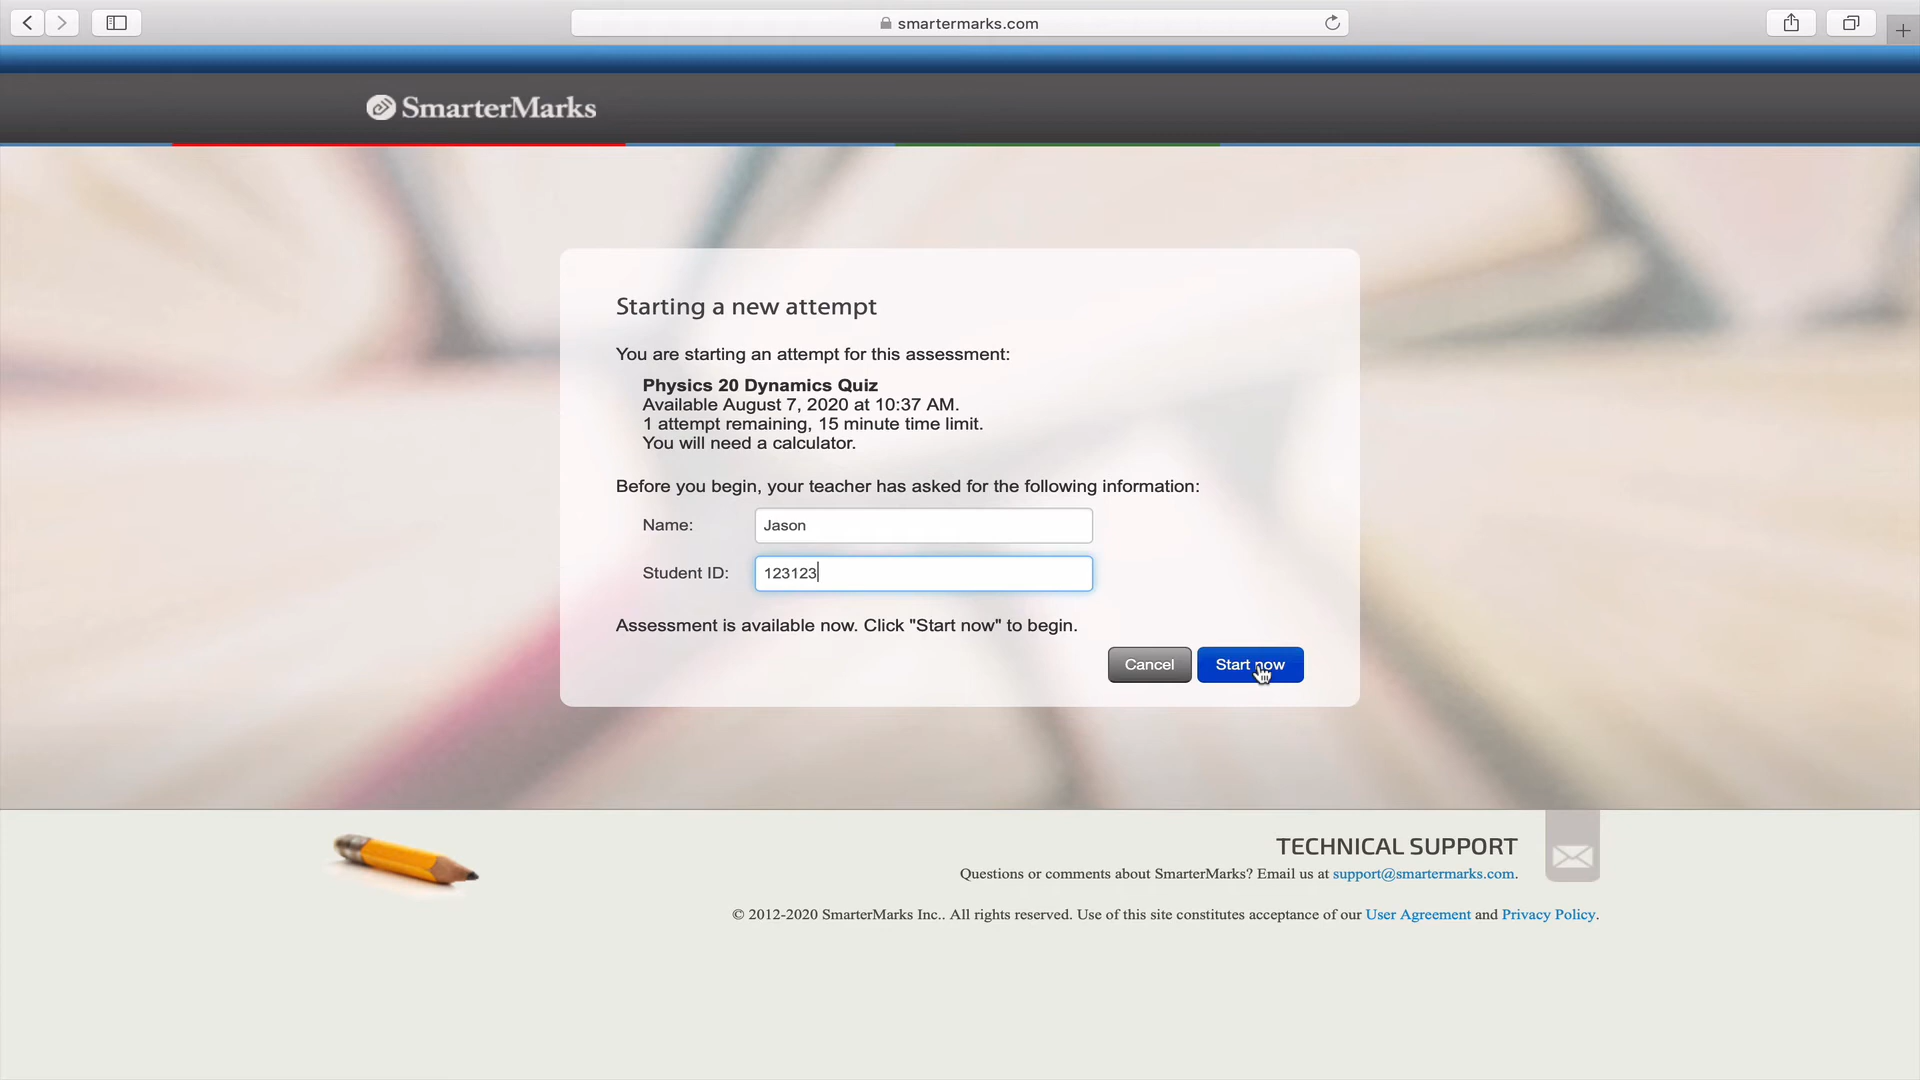 smartermarks.com
SmarterMarks
Starting a new attempt
You are starting an attempt for this assessment:
Physics 20 Dynamics Quiz
Available August 7, 2020 at 10:37 AM.
1 attempt remaining, 15 minute time limit.
You will need a calculator.
Before you begin, your teacher has asked for the following information:
Name: Jason
Student ID: 123123
Assessment is available now. Click "Start now" to begin.
Cancel Start now
TECHNICAL SUPPORT
Questions or comments about SmarterMarks? Email us at support@smartermarks.com.
© 2012-2020 SmarterMarks Inc.. All rights reserved. Use of this site constitutes acceptance of our User Agreement and Privacy Policy.